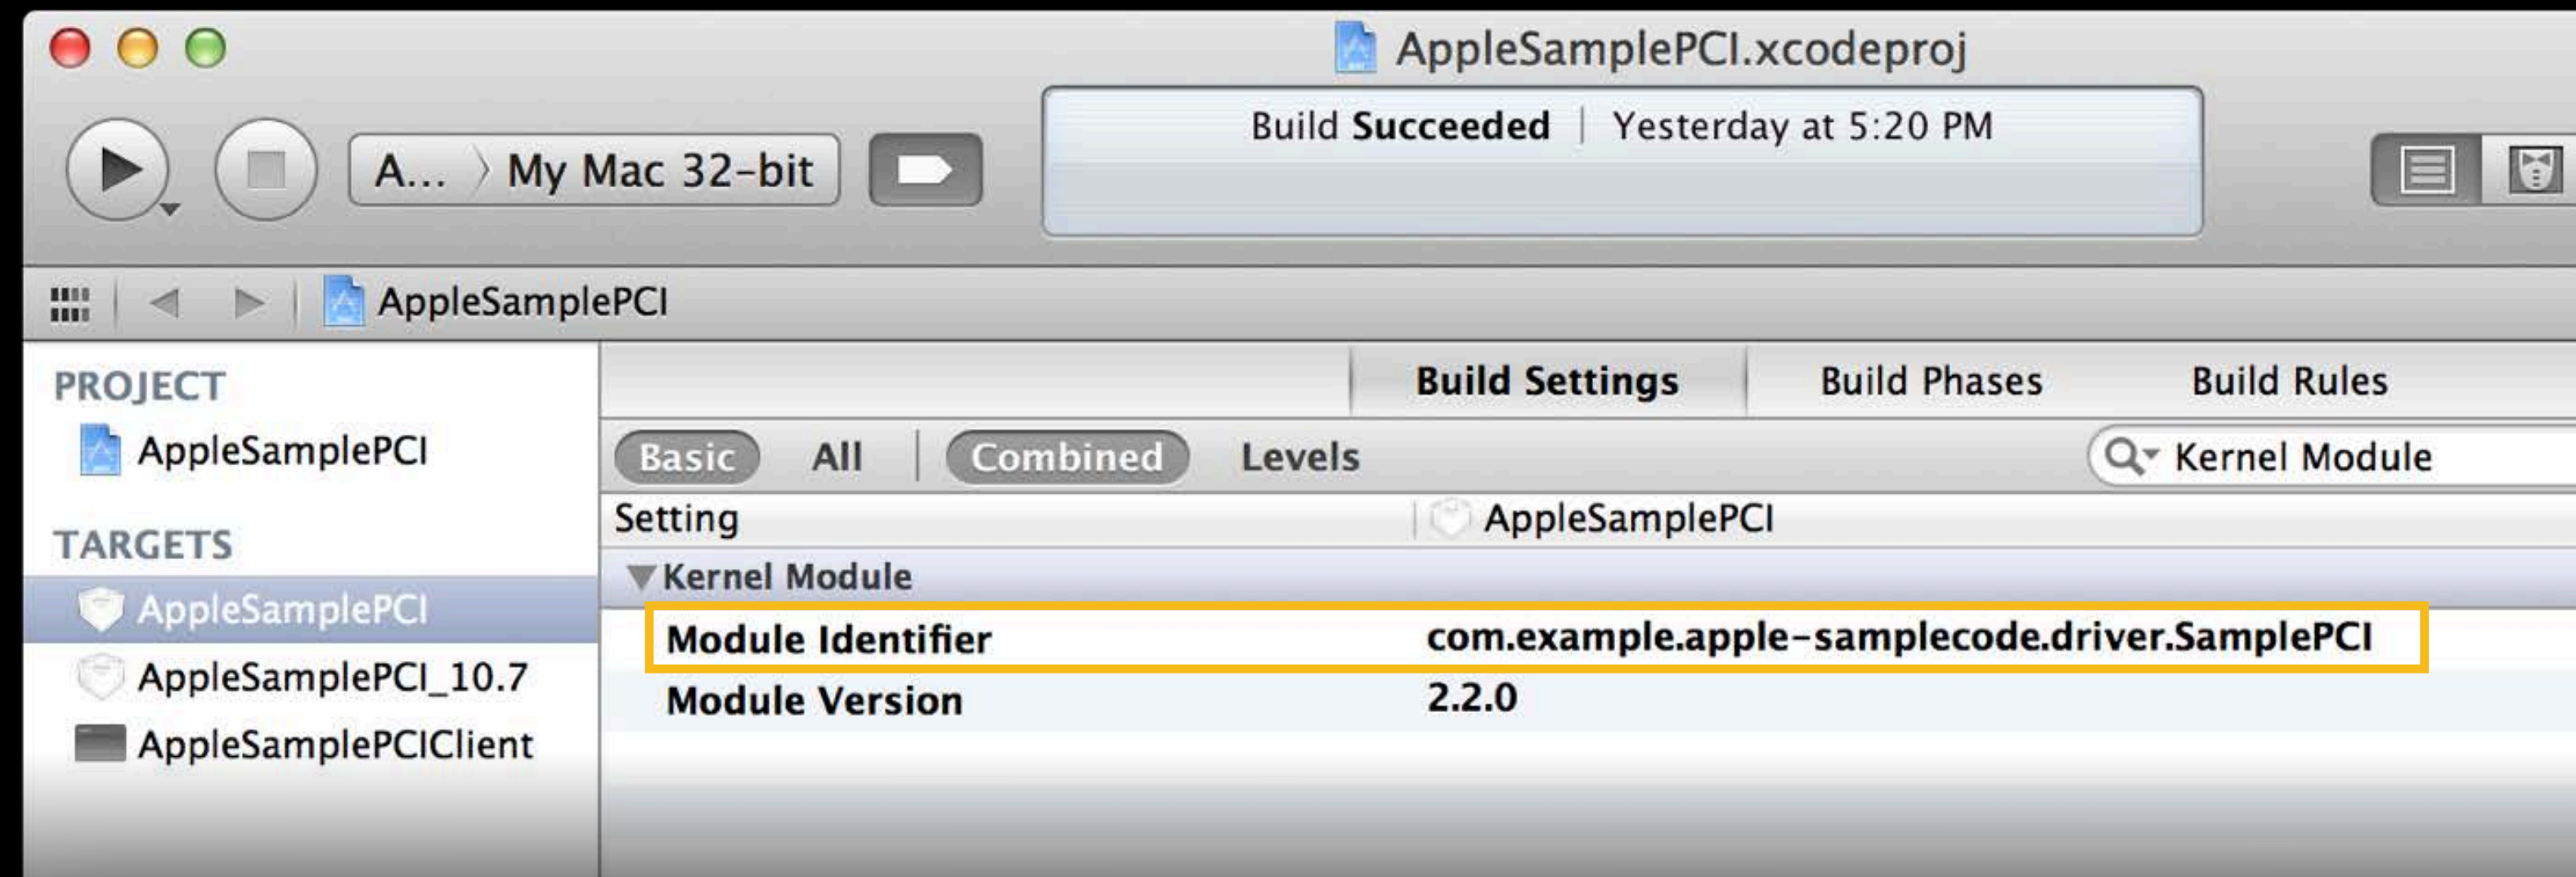 AppleSamplePCI.xcodeproj
Build Succeeded | Yesterday at 5:20 PM
A... 〉 My Mac 32-bit
AppleSamplePCI
PROJECT
AppleSamplePCI
TARGETS
AppleSamplePCI
AppleSamplePCI_10.7
AppleSamplePCIClient
Build Settings Build Phases Build Rules
Basic All Combined Levels Kernel Module
Setting AppleSamplePCI
Kernel Module
Module Identifier com.example.apple-samplecode.driver.SamplePCI
Module Version 2.2.0